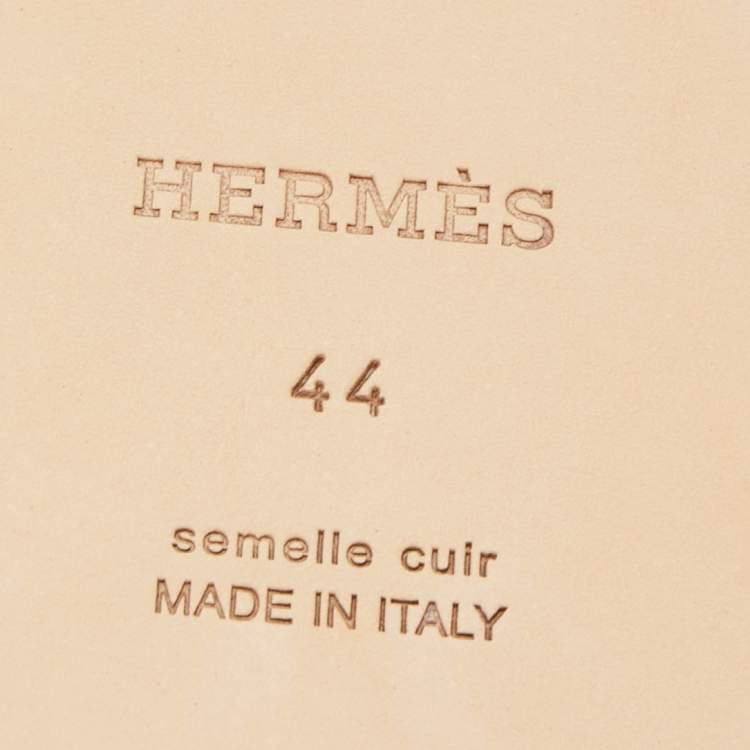 HERMÈS
44
semelle cuir
MADE IN ITALY